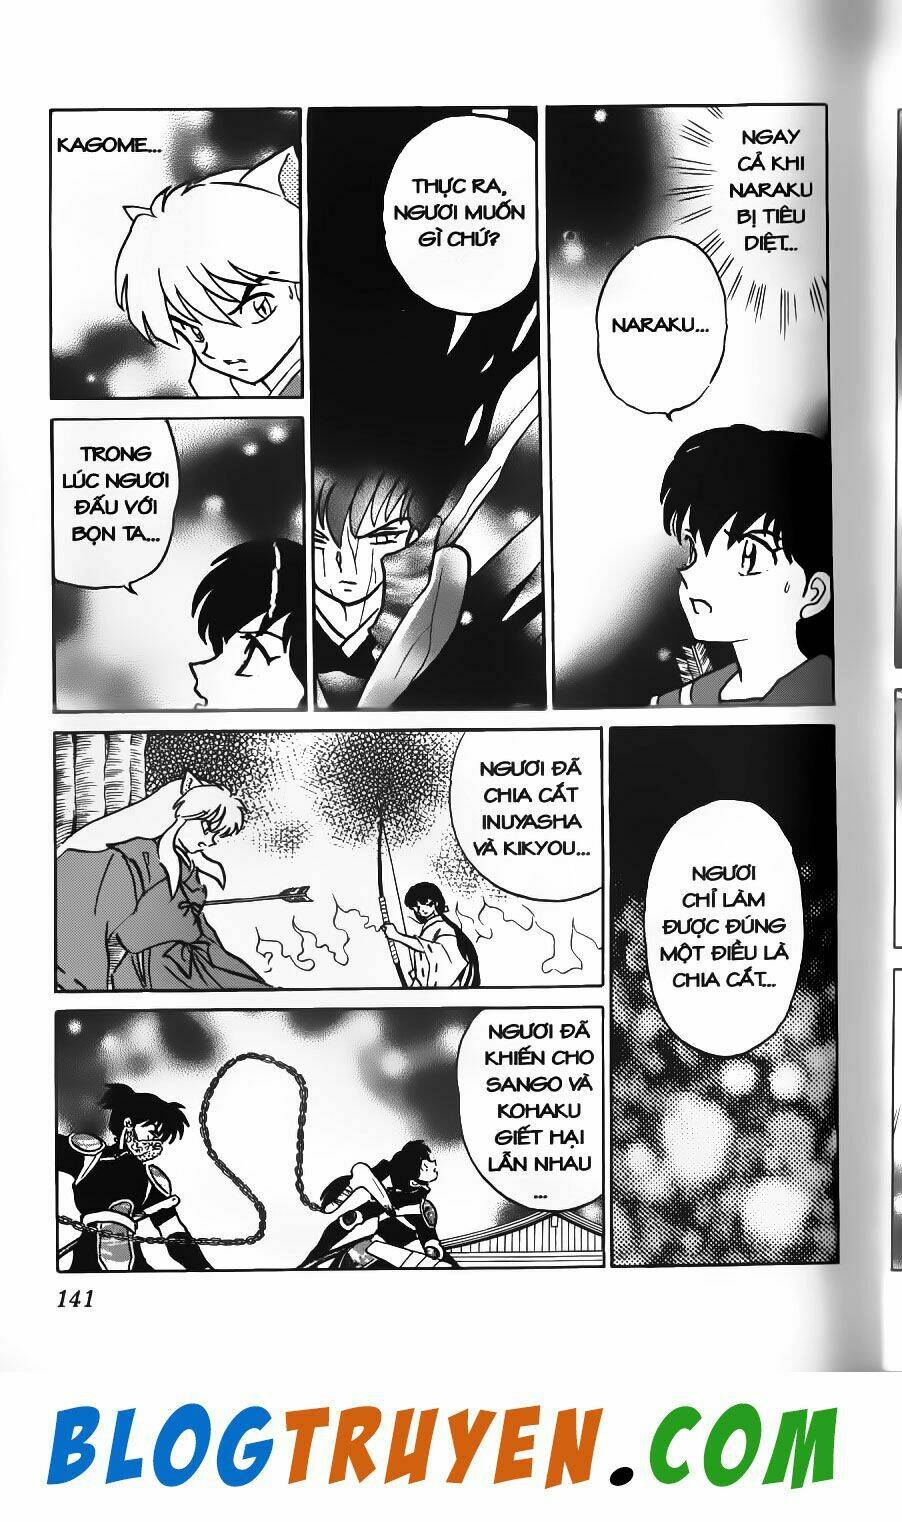 NGAY
CẢ KHI
NARAKU
BỊ TIÊU
DIỆT...
NARAKU...
THỰC RA,
NGƯƠI MUỐN
GÌ CHỨ?
KAGOME...
TRONG
LÚC NGƯƠI
ĐẤU VỚI
BỌN TA...
NGƯƠI
CHỈ LÀM
ĐƯỢC ĐÚNG
MỘT ĐIỀU LÀ
CHIA CẮT...
NGƯƠI ĐÃ
CHIA CẮT
INUYASHA
VÀ KIKYOU...
NGƯƠI ĐÃ
KHIẾN CHO
SANGO VÀ
KOHAKU
GIẾT HẠI
LẪN NHAU
...
141
BLOGTRUYEN.COM